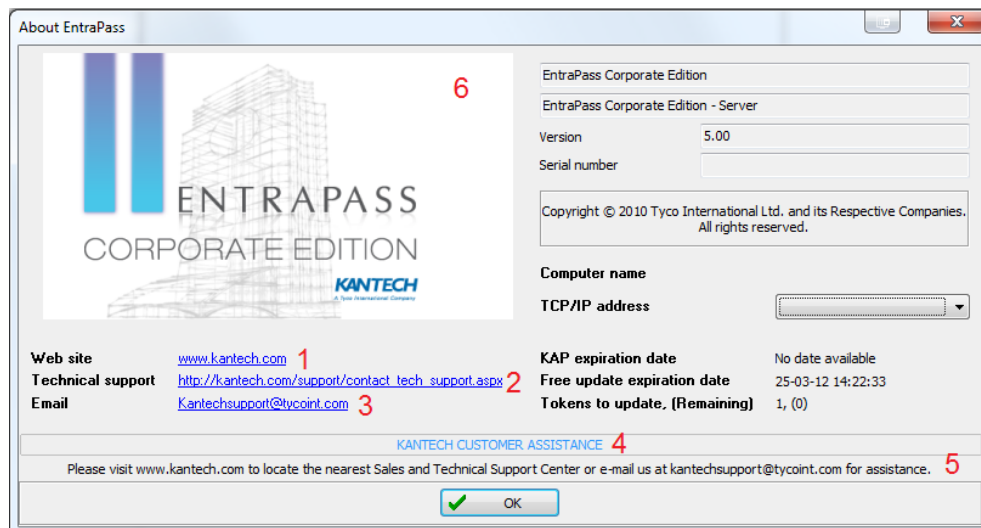 About EntraPass
6
ENTRAPASS
CORPORATE EDITION
KANTECH
A Tyco International Company
EntraPass Corporate Edition
EntraPass Corporate Edition - Server
Version 5.00
Serial number
Copyright © 2010 Tyco International Ltd. and its Respective Companies.
All rights reserved.
Computer name
TCP/IP address
Web site www.kantech.com 1
Technical support http://kantech.com/support/contact_tech_support.aspx 2
Email Kantechsupport@tycoint.com 3
KAP expiration date No date available
Free update expiration date 25-03-12 14:22:33
Tokens to update, (Remaining) 1, (0)
KANTECH CUSTOMER ASSISTANCE 4
Please visit www.kantech.com to locate the nearest Sales and Technical Support Center or e-mail us at kantechsupport@tycoint.com for assistance. 5
OK